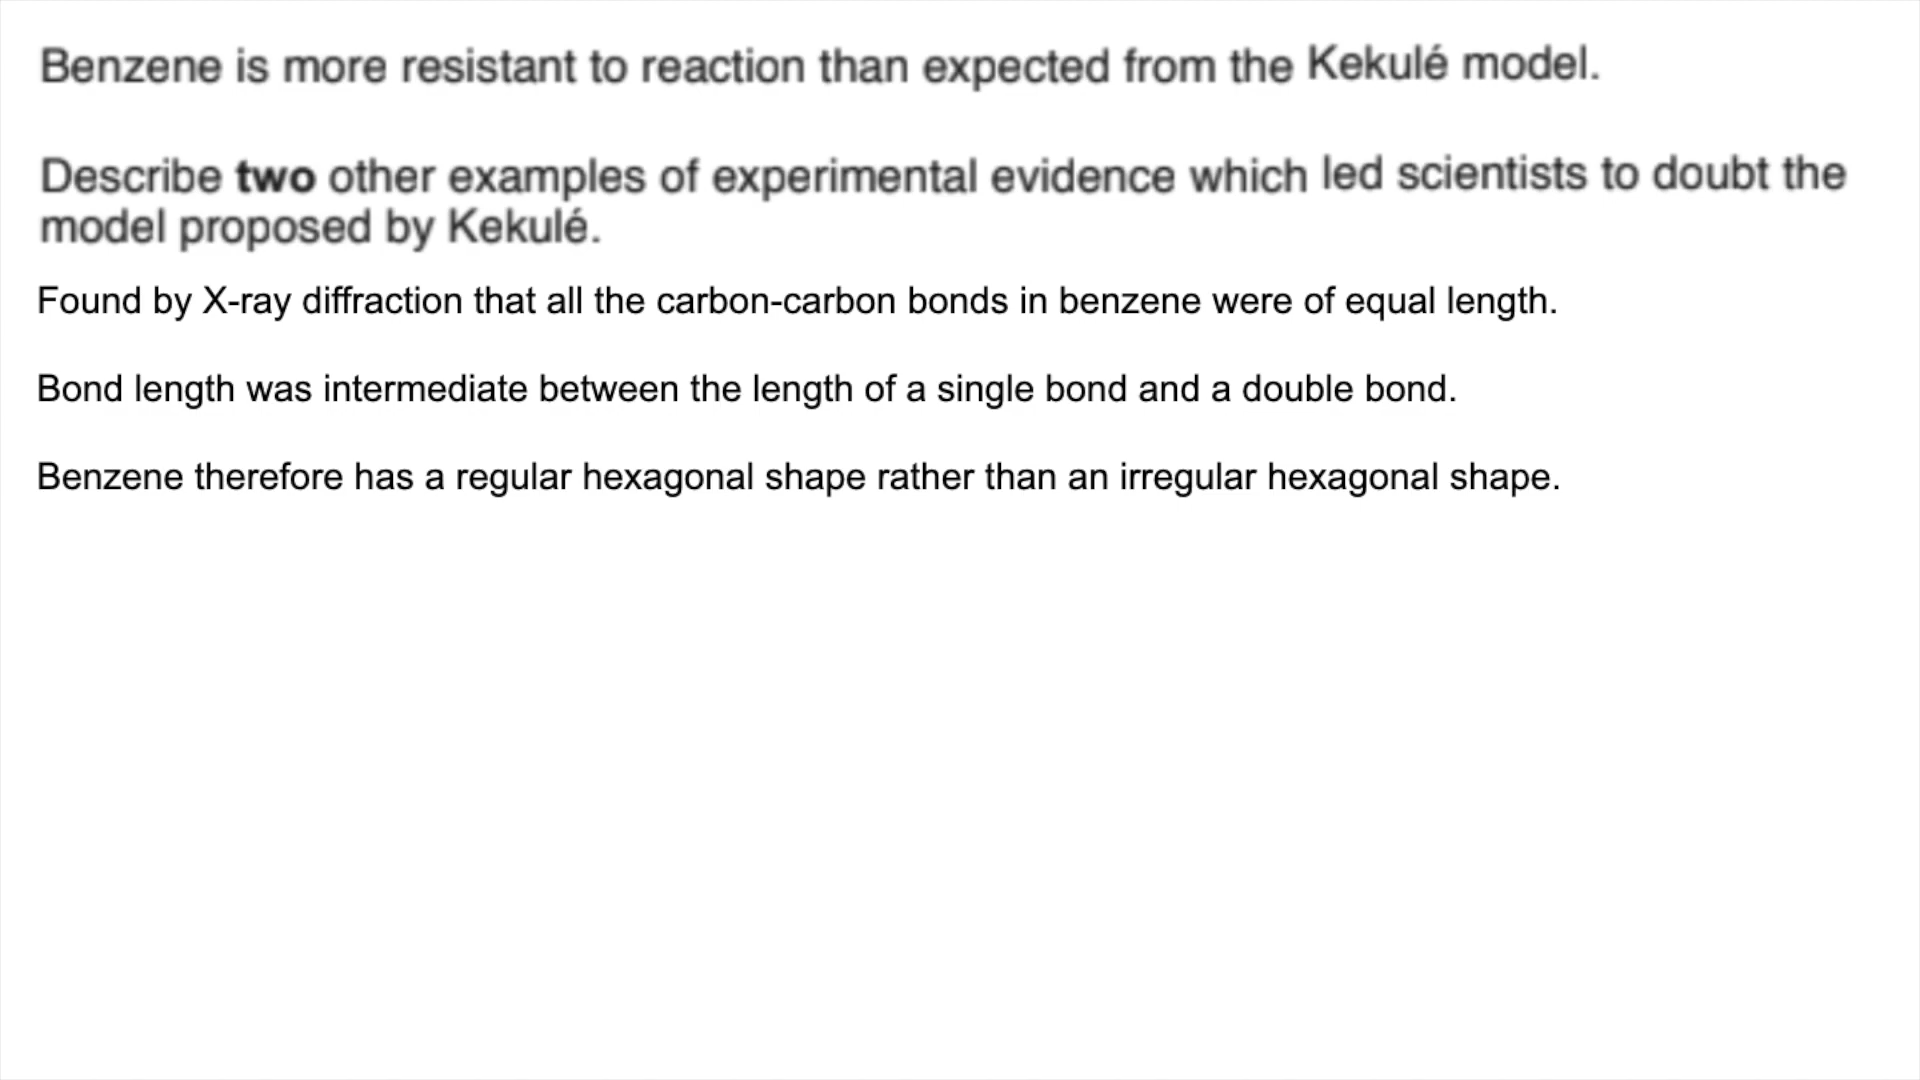 Benzene is more resistant to reaction than expected from the Kekulé model.
Describe two other examples of experimental evidence which led scientists to doubt the
model proposed by Kekulé.
Found by X-ray diffraction that all the carbon-carbon bonds in benzene were of equal length.
Bond length was intermediate between the length of a single bond and a double bond.
Benzene therefore has a regular hexagonal shape rather than an irregular hexagonal shape.